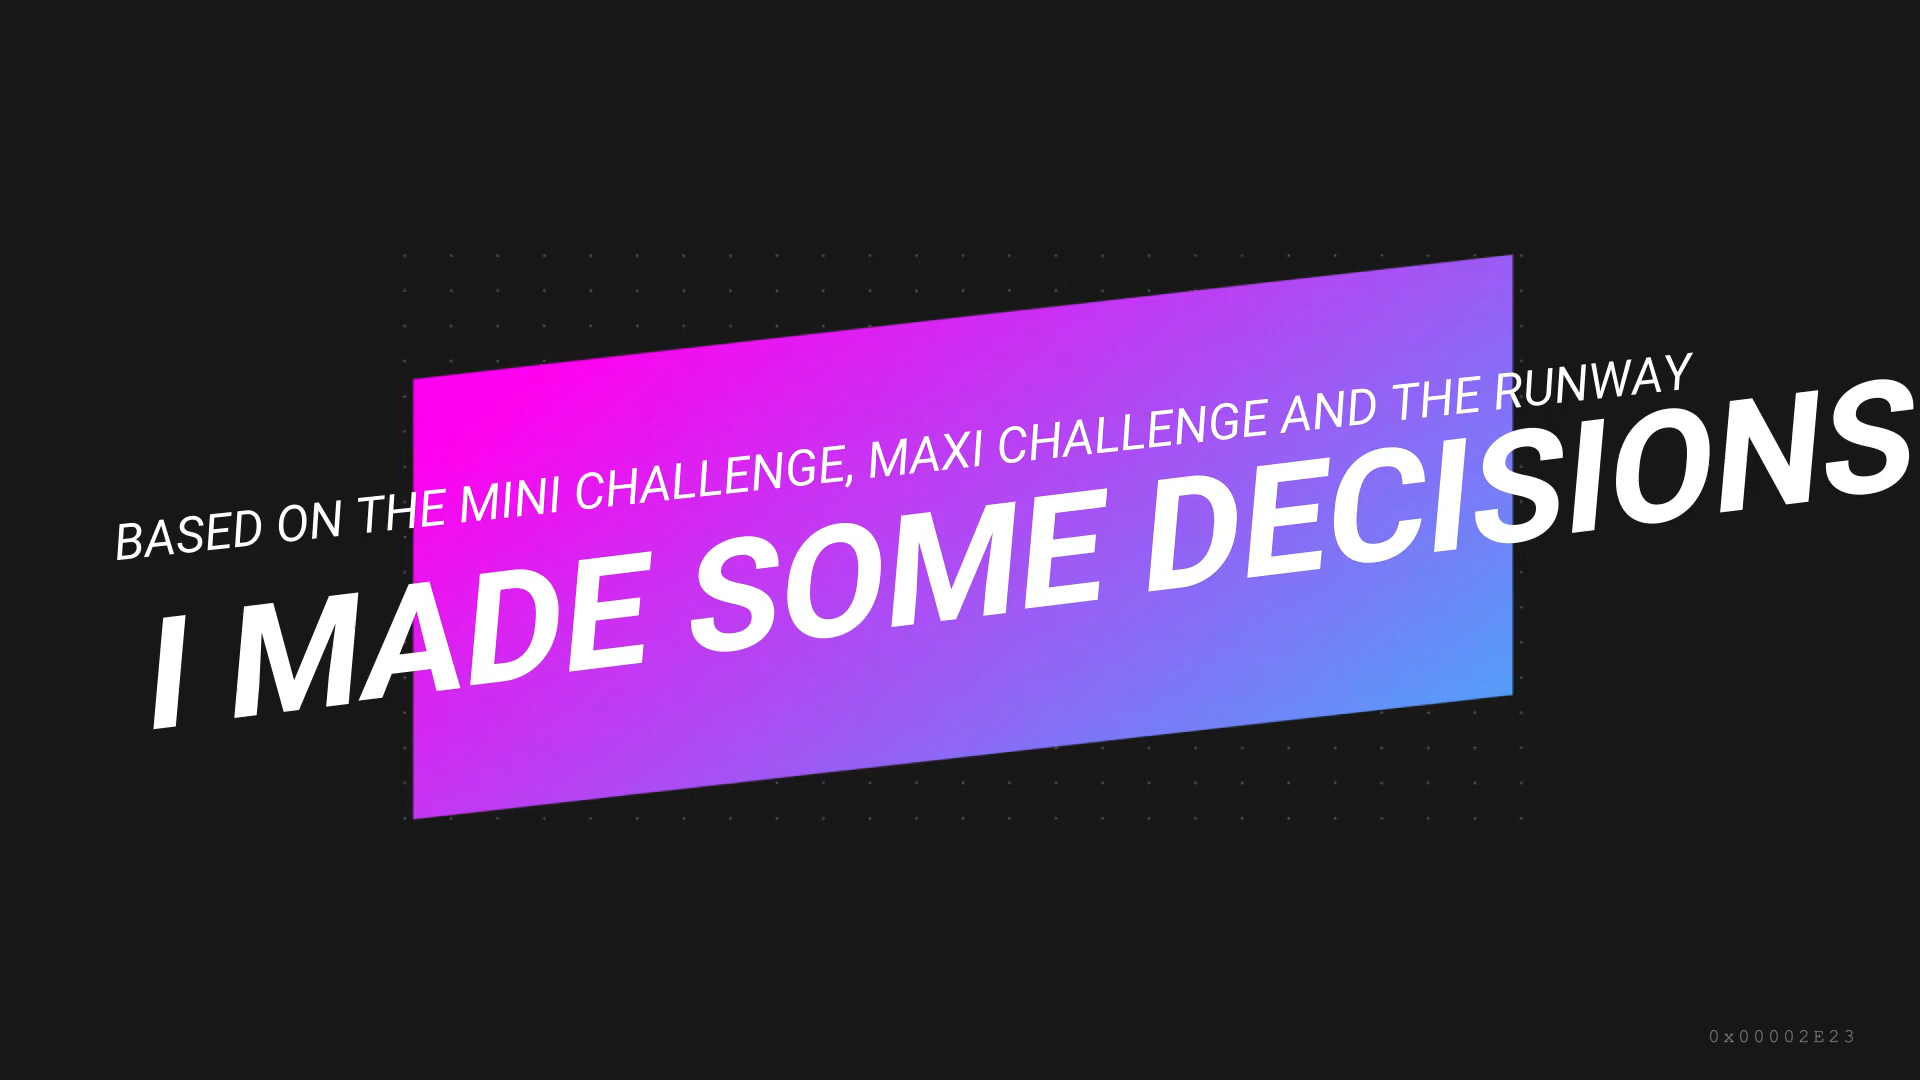 BASED ON THE MINI CHALLENGE, MAXI CHALLENGE AND THE RUNWAY
I MADE SOME DECISIONS
0x00002E23